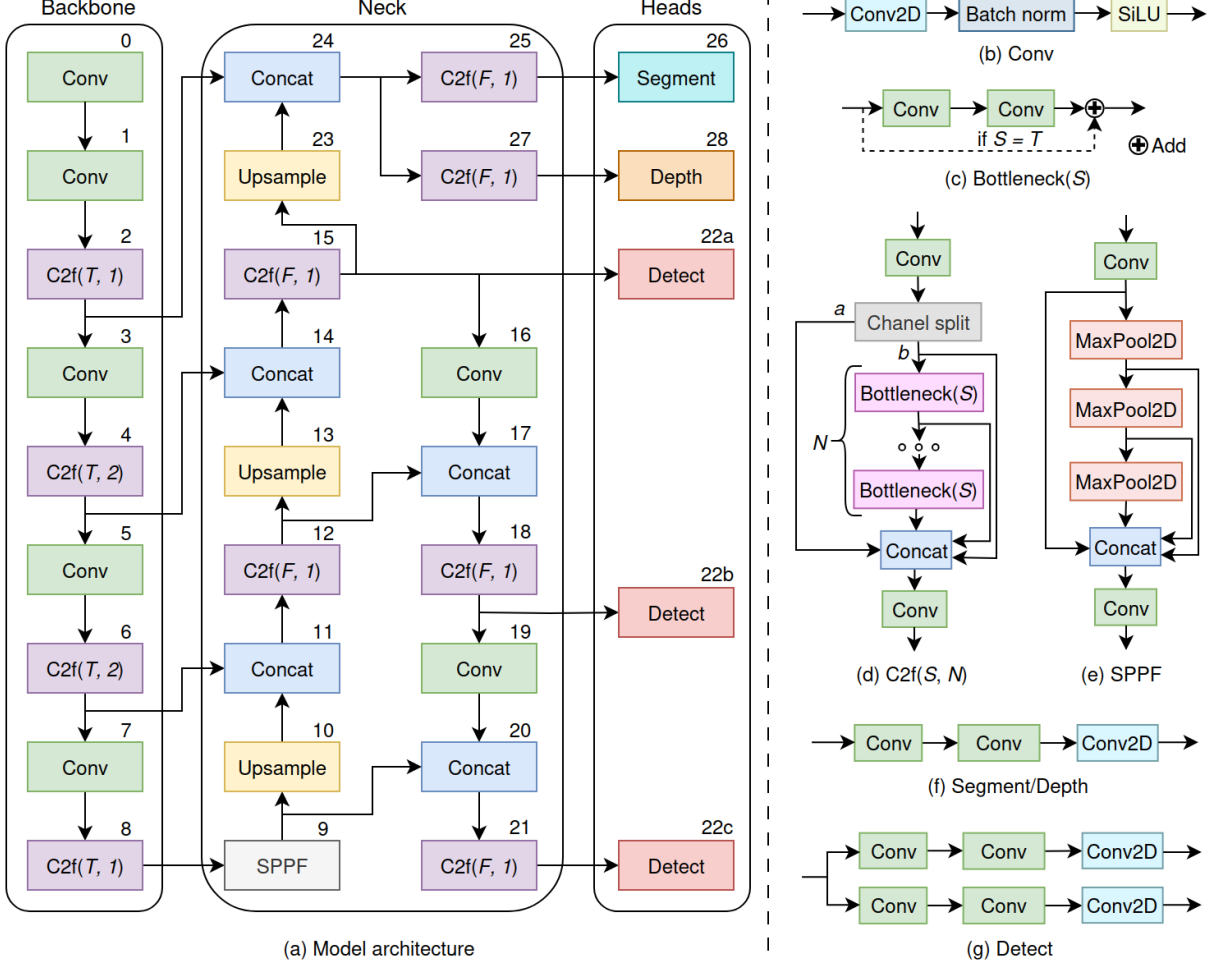 Backbone
Neck
Heads
0
Conv
1
Conv
2
C2f(T, 1)
3
Conv
4
C2f(T, 2)
5
Conv
6
C2f(T, 2)
7
Conv
8
C2f(T, 1)
24
Concat
23
Upsample
15
C2f(F, 1)
14
Concat
13
Upsample
12
C2f(F, 1)
11
Concat
10
Upsample
9
SPPF
25
C2f(F, 1)
27
C2f(F, 1)
16
Conv
17
Concat
18
C2f(F, 1)
19
Conv
20
Concat
21
C2f(F, 1)
26
Segment
28
Depth
22a
Detect
22b
Detect
22c
Detect
(a) Model architecture
Conv2D Batch norm SiLU
(b) Conv
Conv Conv
if S = T
Add
(c) Bottleneck(S)
Conv
a
Chanel split
b
Bottleneck(S)
N
Bottleneck(S)
Concat
Conv
(d) C2f(S, N)
Conv
MaxPool2D
MaxPool2D
MaxPool2D
Concat
Conv
(e) SPPF
Conv Conv Conv2D
(f) Segment/Depth
Conv Conv Conv2D
Conv Conv Conv2D
(g) Detect